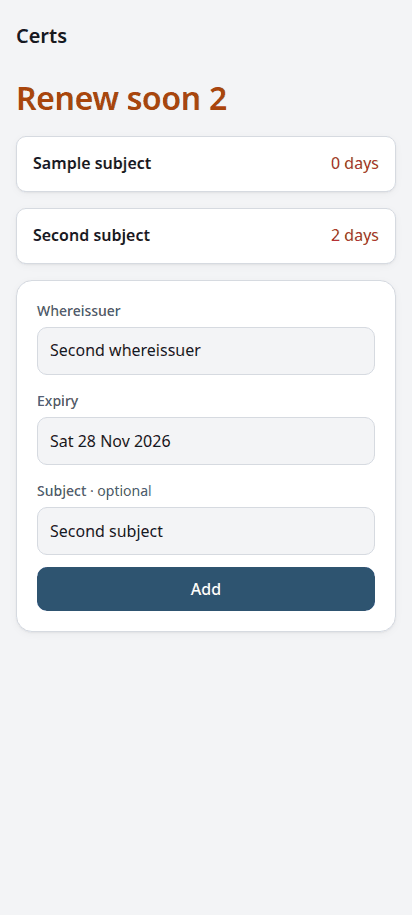 Certs
Renew soon 2
Sample subject 0 days
Second subject 2 days
Whereissuer
Second whereissuer
Expiry
Sat 28 Nov 2026
Subject · optional
Second subject
Add